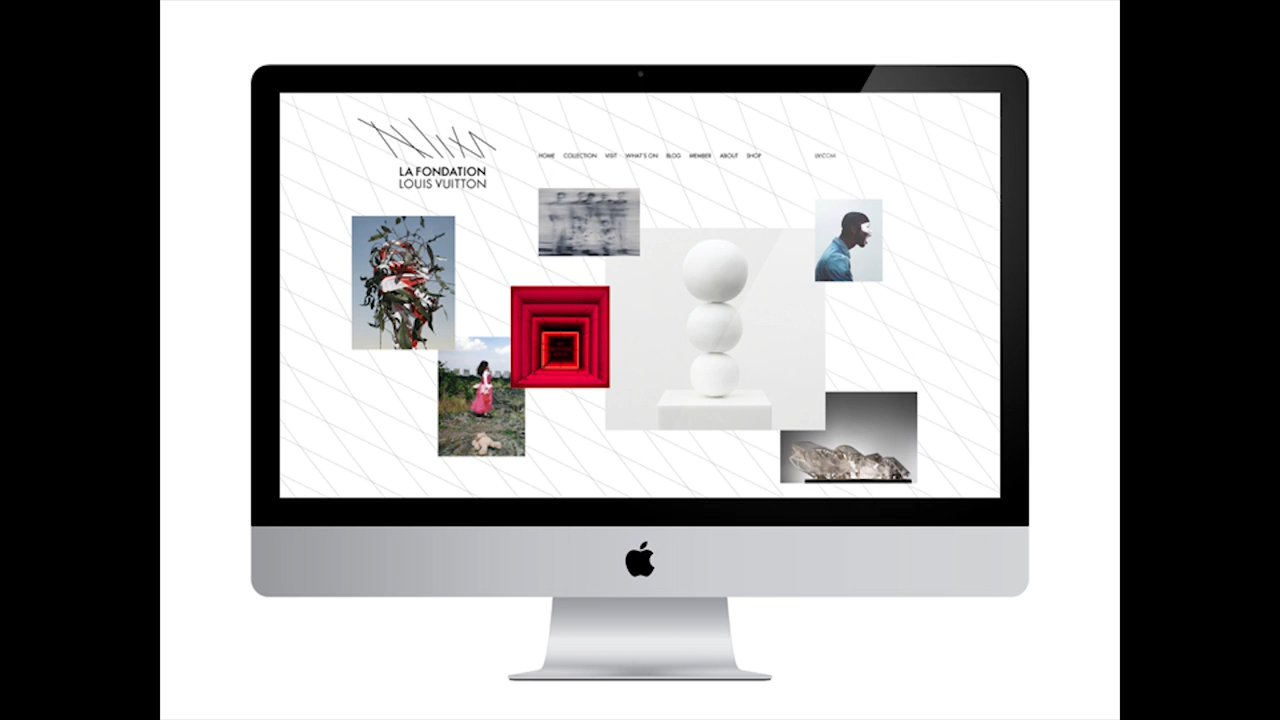 LA FONDATION
LOUIS VUITTON
HOME COLLECTION VISIT WHAT'S ON BLOG MEMBER ABOUT SHOP LV.COM